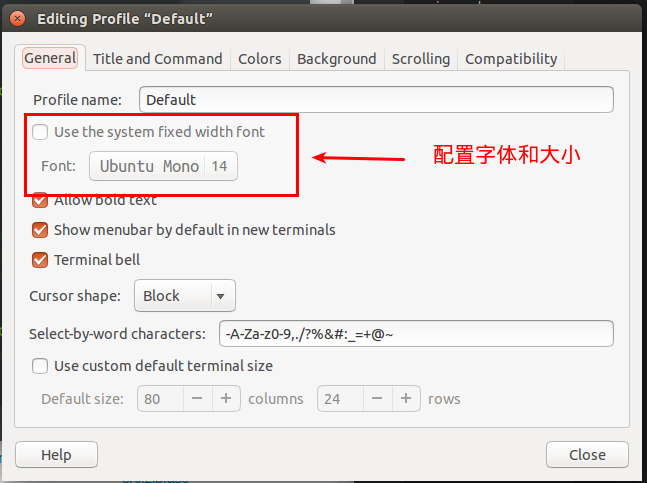 Editing Profile “Default”
General Title and Command Colors Background Scrolling Compatibility
Profile name: Default
Use the system fixed width font
Font: Ubuntu Mono 14
配置字体和大小
Allow bold text
Show menubar by default in new terminals
Terminal bell
Cursor shape: Block
Select-by-word characters: -A-Za-z0-9,./?%&#:_=+@~
Use custom default terminal size
Default size: 80 − + columns 24 − + rows
Help Close